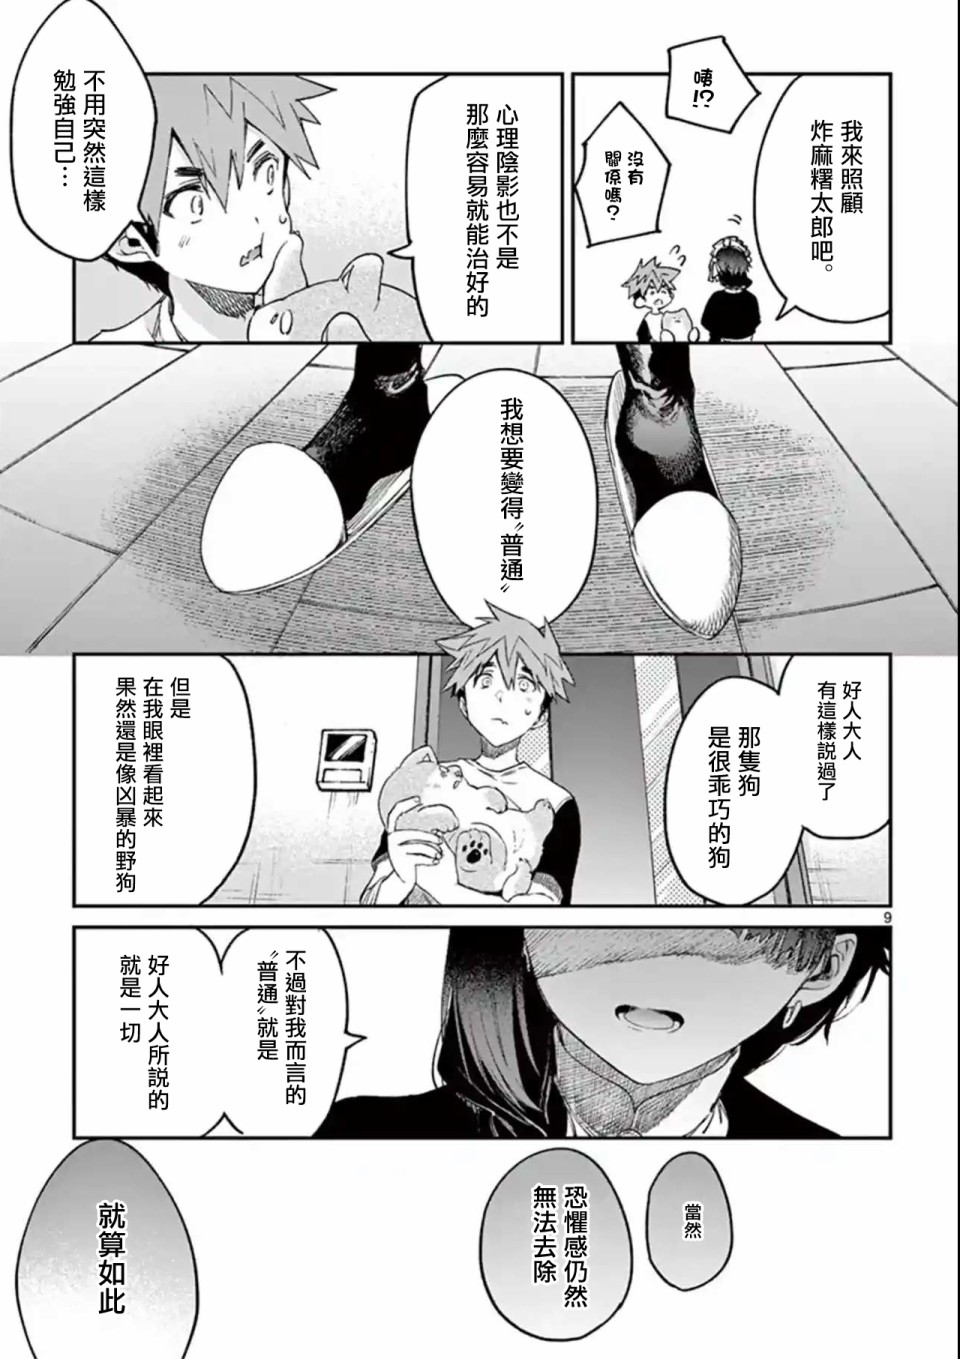 我來照顧
炸麻糬太郎吧。
咦!?
沒有
關係嗎?
心理陰影也不是
那麼容易就能治好的
不用突然這樣
勉強自己…
我想要變得〝普通〞
好人大人
有這樣説過了
那隻狗
是很乖巧的狗
但是
在我眼裡看起來
果然還是像凶暴的野狗
9
不過對我而言的
〝普通〞就是
好人大人所説的
就是一切
當然
恐懼感仍然
無法去除
就算如此